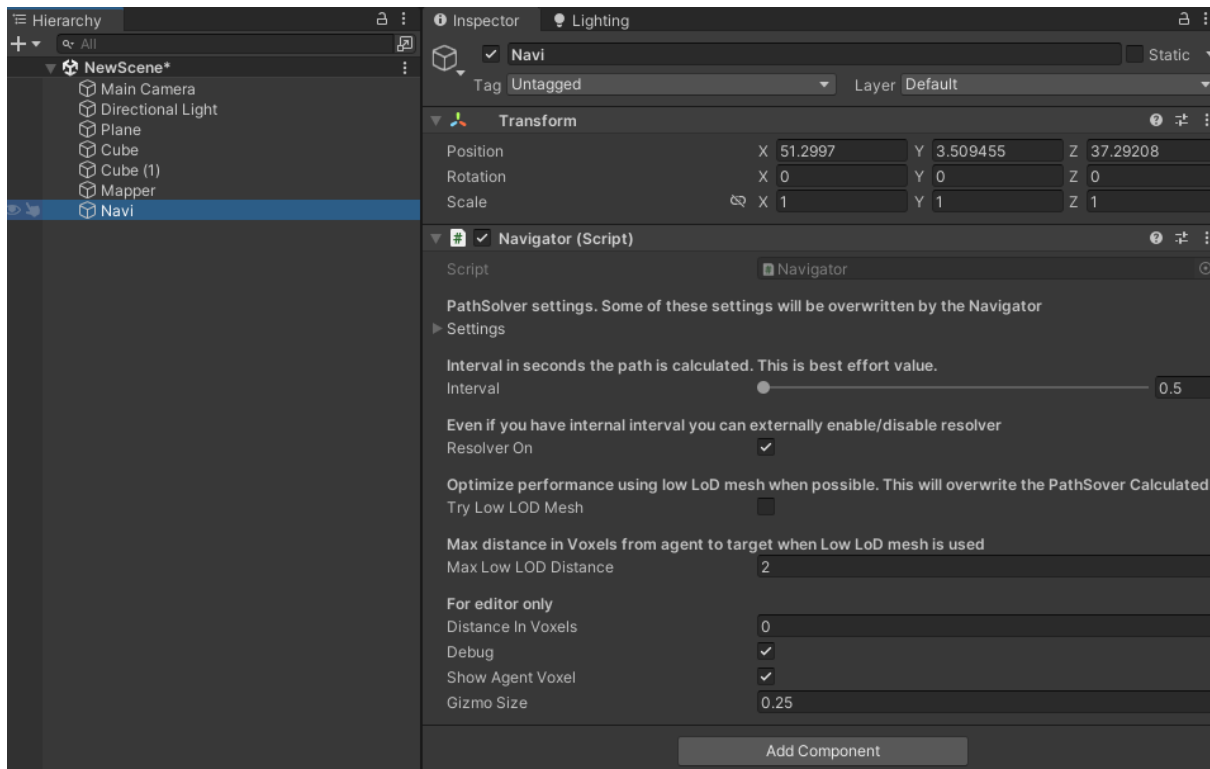 Hierarchy
All
NewScene*
Main Camera
Directional Light
Plane
Cube
Cube (1)
Mapper
Navi
Inspector
Lighting
Navi
Static
Tag Untagged
Layer Default
Transform
Position X 51.2997 Y 3.509455 Z 37.29208
Rotation X 0 Y 0 Z 0
Scale X 1 Y 1 Z 1
# Navigator (Script)
Script Navigator
PathSolver settings. Some of these settings will be overwritten by the Navigator
Settings
Interval in seconds the path is calculated. This is best effort value.
Interval 0.5
Even if you have internal interval you can externally enable/disable resolver
Resolver On
Optimize performance using low LoD mesh when possible. This will overwrite the PathSover Calculated
Try Low LOD Mesh
Max distance in Voxels from agent to target when Low LoD mesh is used
Max Low LOD Distance 2
For editor only
Distance In Voxels 0
Debug
Show Agent Voxel
Gizmo Size 0.25
Add Component